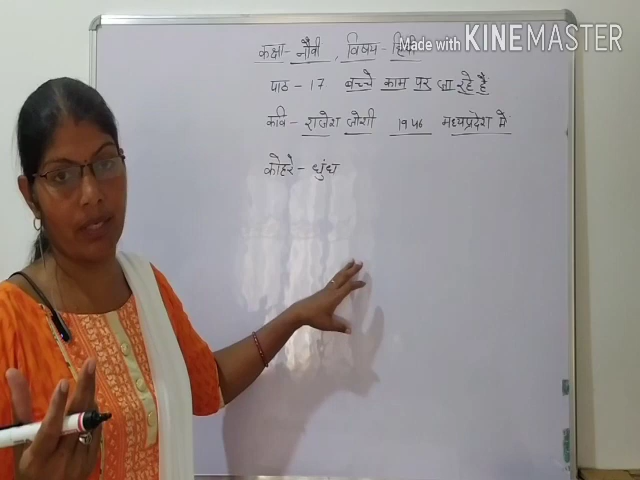 कक्षा- नौवी , विषय- हिंदी
Made with KINEMASTER
पाठ - 17 बच्चे काम पर जा रहे है
कवि - राजेश जोशी 1946 मध्यप्रदेश मे
कोहरे - धुंध